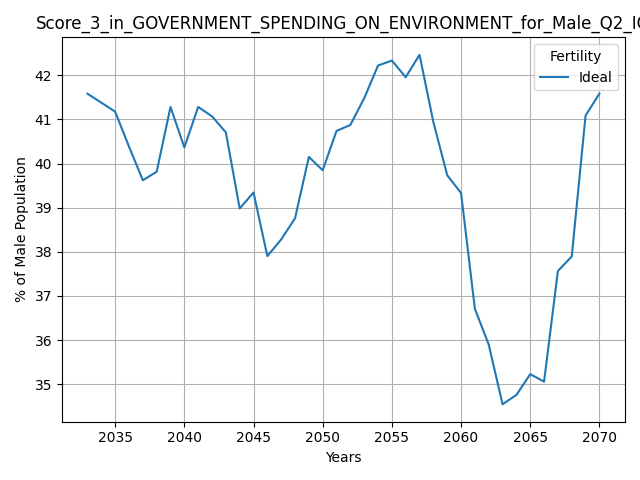 Score_3_in_GOVERNMENT_SPENDING_ON_ENVIRONMENT_for_Male_Q2_IC
Fertility
Ideal
42
41
40
39
38
37
36
35
% of Male Population
2035 2040 2045 2050 2055 2060 2065 2070
Years